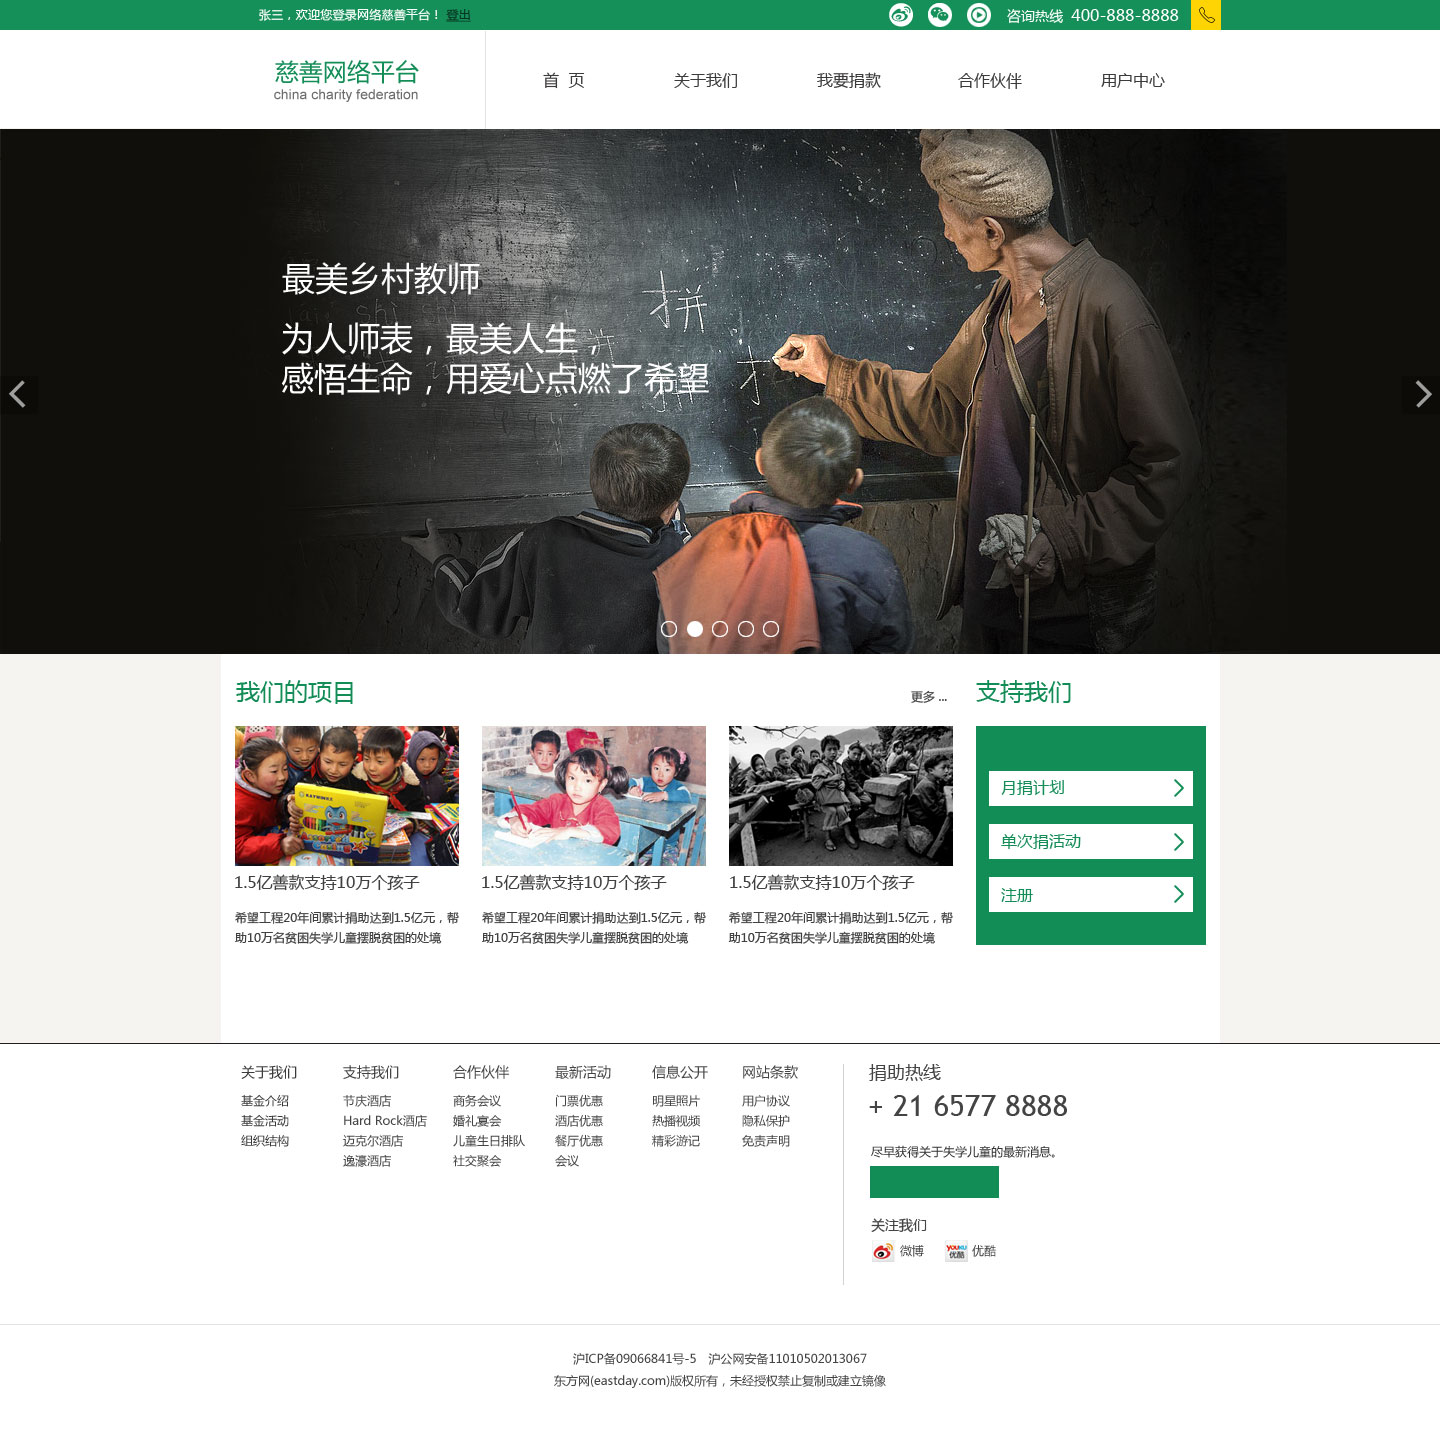 张三，欢迎您登录网络慈善平台！ 登出
咨询热线 400-888-8888
慈善网络平台
china charity federation
首 页
关于我们
我要捐款
合作伙伴
用户中心
最美乡村教师
为人师表，最美人生，
感悟生命，用爱心点燃了希望
拼
我们的项目
更多 ...
支持我们
1.5亿善款支持10万个孩子
希望工程20年间累计捐助达到1.5亿元，帮
助10万名贫困失学儿童摆脱贫困的处境
1.5亿善款支持10万个孩子
希望工程20年间累计捐助达到1.5亿元，帮
助10万名贫困失学儿童摆脱贫困的处境
1.5亿善款支持10万个孩子
希望工程20年间累计捐助达到1.5亿元，帮
助10万名贫困失学儿童摆脱贫困的处境
月捐计划
单次捐活动
注册
关于我们
基金介绍
基金活动
组织结构
支持我们
节庆酒店
Hard Rock酒店
迈克尔酒店
逸濠酒店
合作伙伴
商务会议
婚礼宴会
儿童生日排队
社交聚会
最新活动
门票优惠
酒店优惠
餐厅优惠
会议
信息公开
明星照片
热播视频
精彩游记
网站条款
用户协议
隐私保护
免责声明
捐助热线
+ 21 6577 8888
尽早获得关于失学儿童的最新消息。
关注我们
微博
YOUKU
优酷
优酷
沪ICP备09066841号-5 沪公网安备11010502013067
东方网(eastday.com)版权所有，未经授权禁止复制或建立镜像